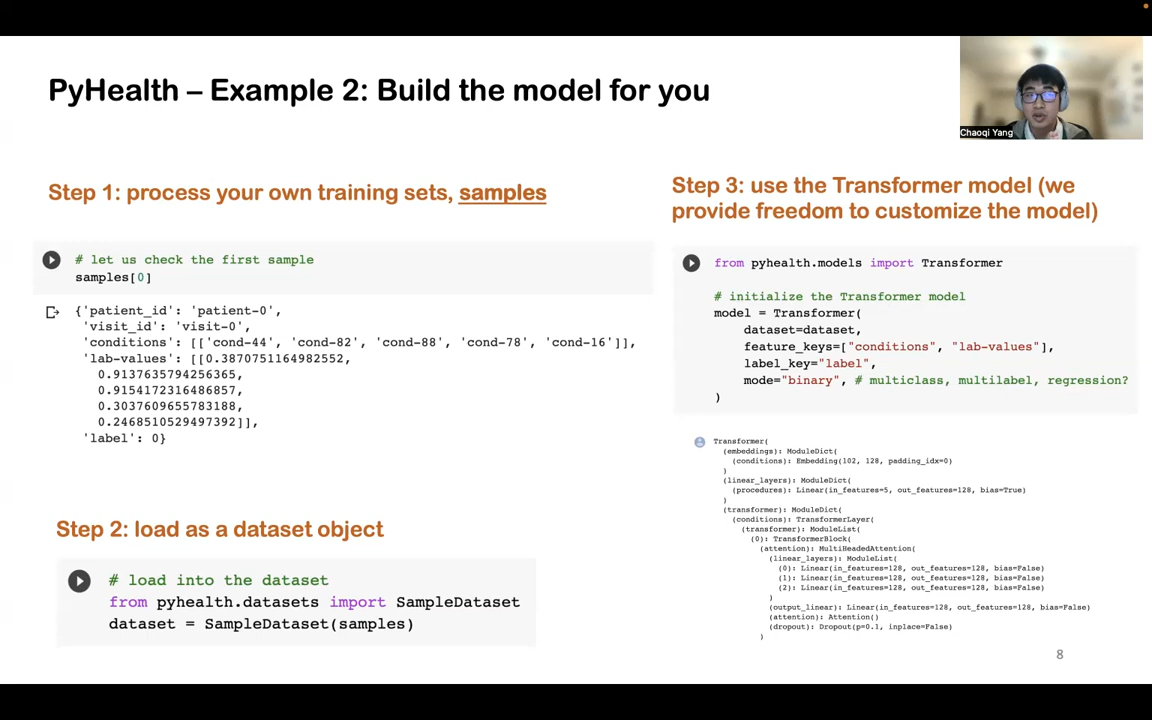 PyHealth – Example 2: Build the model for you
Chaoqi Yang
Step 1: process your own training sets, samples
# let us check the first sample
samples[0]
{'patient_id': 'patient-0',
'visit_id': 'visit-0',
'conditions': [['cond-44', 'cond-82', 'cond-88', 'cond-78', 'cond-16']],
'lab-values': [[0.3870751164982552,
0.9137635794256365,
0.9154172316486857,
0.3037609655783188,
0.2468510529497392]],
'label': 0}
Step 2: load as a dataset object
# load into the dataset
from pyhealth.datasets import SampleDataset
dataset = SampleDataset(samples)
Step 3: use the Transformer model (we
provide freedom to customize the model)
from pyhealth.models import Transformer
# initialize the Transformer model
model = Transformer(
dataset=dataset,
feature_keys=["conditions", "lab-values"],
label_key="label",
mode="binary", # multiclass, multilabel, regression?
)
Transformer(
(embeddings): ModuleDict(
(conditions): Embedding(102, 128, padding_idx=0)
)
(linear_layers): ModuleDict(
(procedures): Linear(in_features=5, out_features=128, bias=True)
)
(transformer): ModuleDict(
(conditions): TransformerLayer(
(transformer): ModuleList(
(0): TransformerBlock(
(attention): MultiHeadedAttention(
(linear_layers): ModuleList(
(0): Linear(in_features=128, out_features=128, bias=False)
(1): Linear(in_features=128, out_features=128, bias=False)
(2): Linear(in_features=128, out_features=128, bias=False)
)
(output_linear): Linear(in_features=128, out_features=128, bias=False)
(attention): Attention()
(dropout): Dropout(p=0.1, inplace=False)
)
8